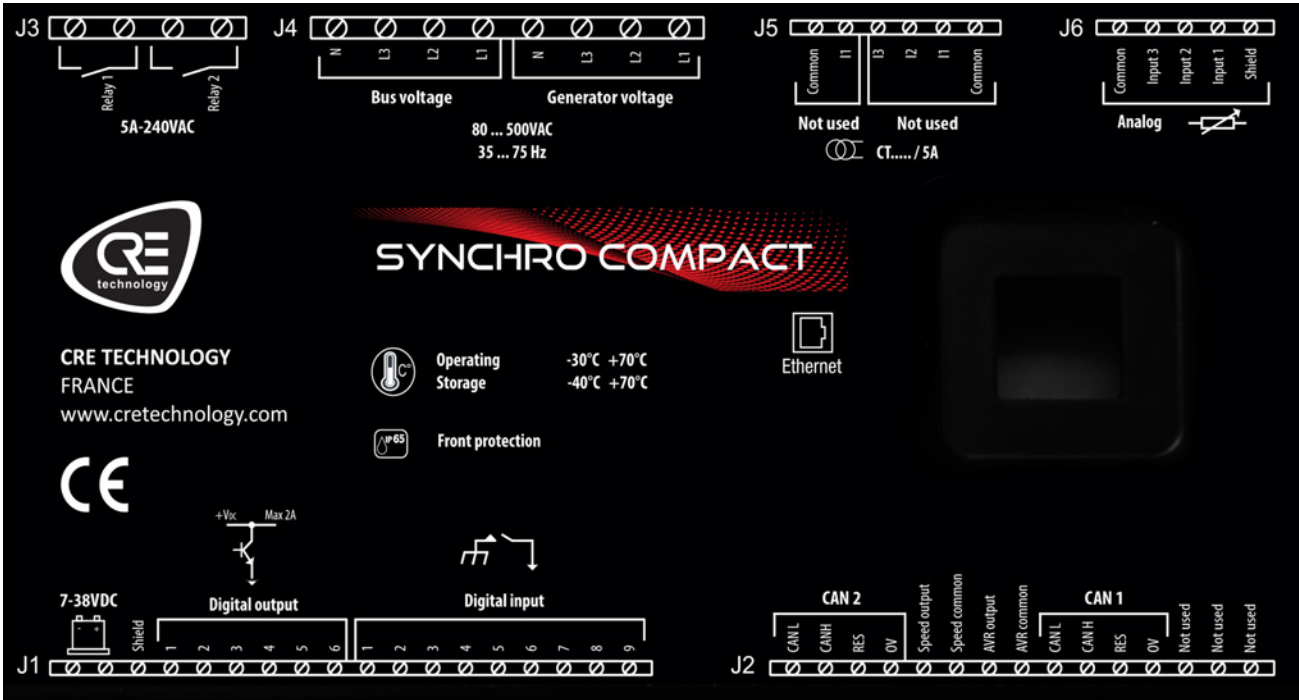 J3
Relay 1
Relay 2
5A-240VAC
J4
N L3 L2 L1 N L3 L2 L1
Bus voltage Generator voltage
80 ... 500VAC
35 ... 75 Hz
J5
Common I1 I3 I2 I1 Common
Not used Not used
CT..... / 5A
J6
Common Input 3 Input 2 Input 1 Shield
Analog
CRE
technology
SYNCHRO COMPACT
Ethernet
CRE TECHNOLOGY
FRANCE
www.cretechnology.com
C°
Operating -30°C +70°C
Storage -40°C +70°C
IP65
Front protection
CE
+VDC Max 2A
7-38VDC
- +
Digital output
Digital input
Shield 1 2 3 4 5 6 1 2 3 4 5 6 7 8 9
J1
CAN 2
CAN 1
CAN L CANH RES 0V Speed output Speed common AVR output AVR common CAN L CAN H RES 0V Not used Not used Not used
J2